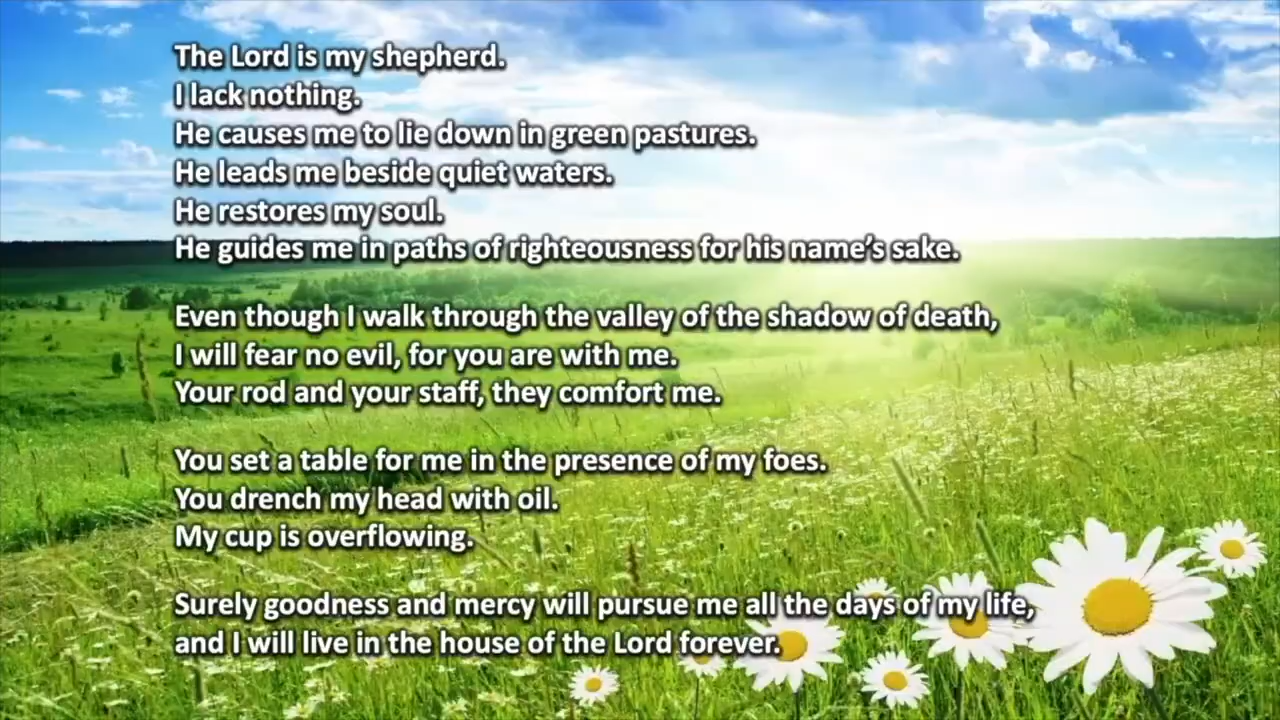 The Lord is my shepherd.
I lack nothing.
He causes me to lie down in green pastures.
He leads me beside quiet waters.
He restores my soul.
He guides me in paths of righteousness for his name’s sake.
Even though I walk through the valley of the shadow of death,
I will fear no evil, for you are with me.
Your rod and your staff, they comfort me.
You set a table for me in the presence of my foes.
You drench my head with oil.
My cup is overflowing.
Surely goodness and mercy will pursue me all the days of my life,
and I will live in the house of the Lord forever.